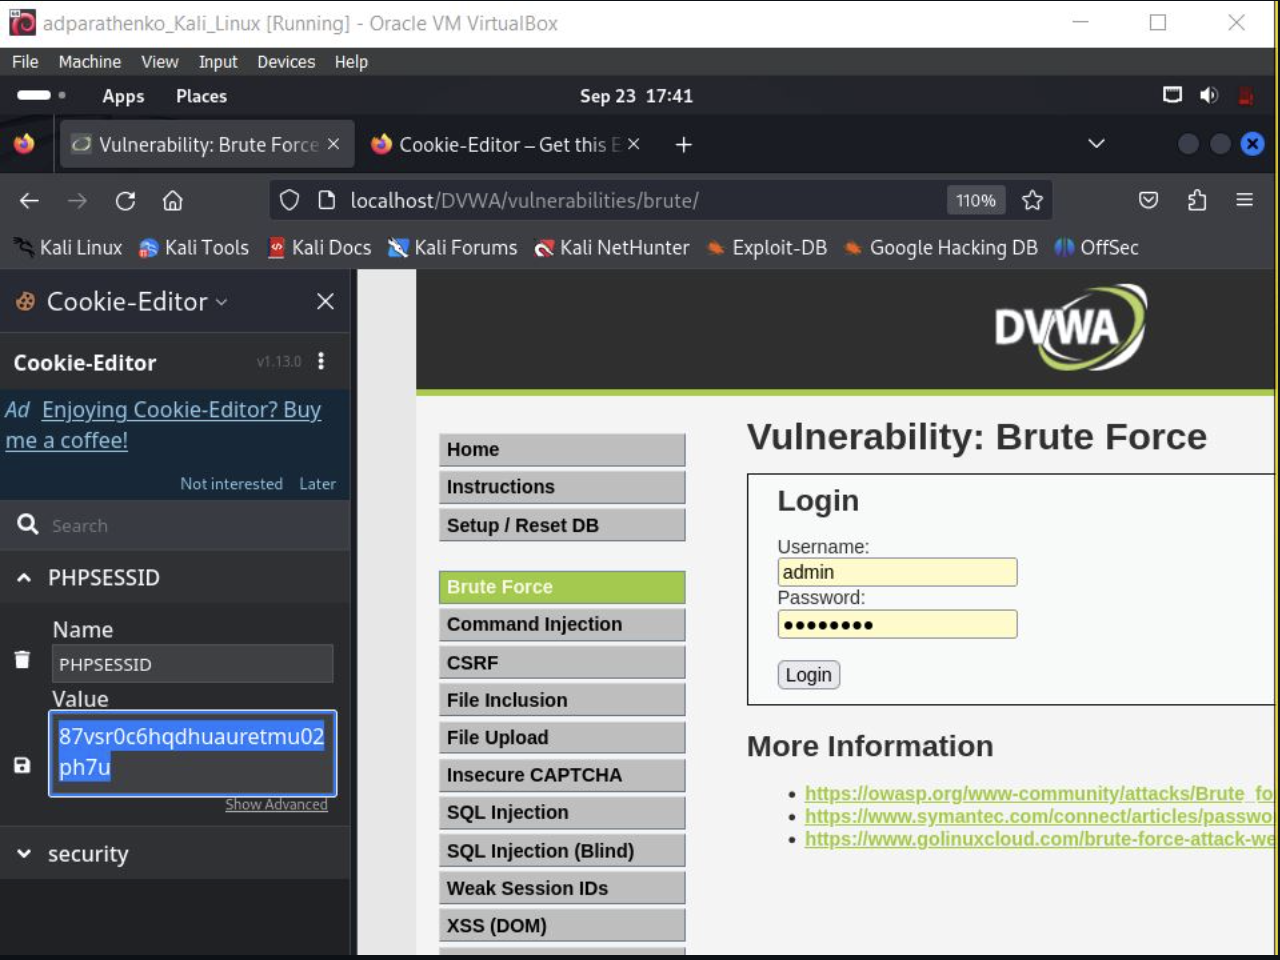 adparathenko_Kali_Linux [Running] - Oracle VM VirtualBox
File Machine View Input Devices Help
Apps Places Sep 23 17:41
Vulnerability: Brute Force
Cookie-Editor – Get this E
localhost/DVWA/vulnerabilities/brute/ 110%
Kali Linux Kali Tools Kali Docs Kali Forums Kali NetHunter Exploit-DB Google Hacking DB OffSec
Cookie-Editor
Cookie-Editor v1.13.0
Ad Enjoying Cookie-Editor? Buy
me a coffee!
Not interested Later
Search
PHPSESSID
Name
PHPSESSID
Value
87vsr0c6hqdhuauretmu02
ph7u
Show Advanced
security
DVWA
Home
Instructions
Setup / Reset DB
Brute Force
Command Injection
CSRF
File Inclusion
File Upload
Insecure CAPTCHA
SQL Injection
SQL Injection (Blind)
Weak Session IDs
XSS (DOM)
Vulnerability: Brute Force
Login
Username:
admin
Password:
••••••••
Login
More Information
https://owasp.org/www-community/attacks/Brute_fo
https://www.symantec.com/connect/articles/passwo
https://www.golinuxcloud.com/brute-force-attack-we